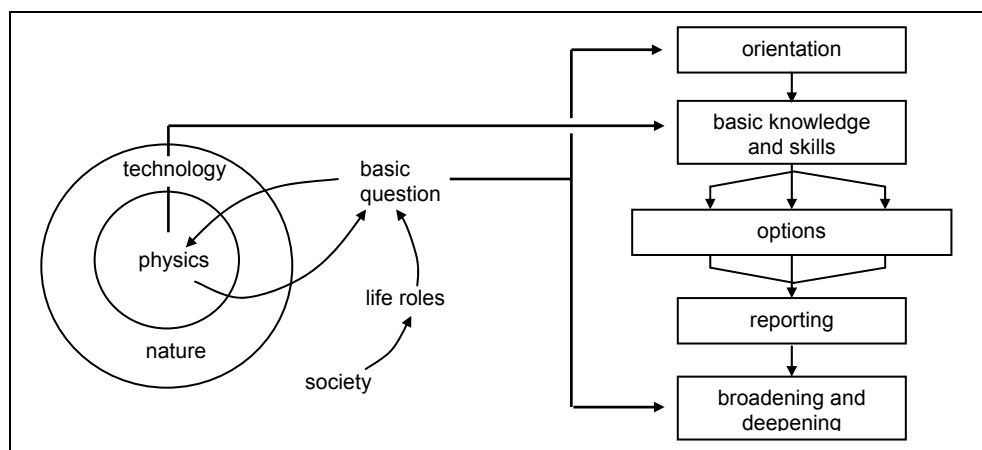 technology
physics
nature
basic
question
life roles
society
orientation
basic knowledge
and skills
options
reporting
broadening and
deepening